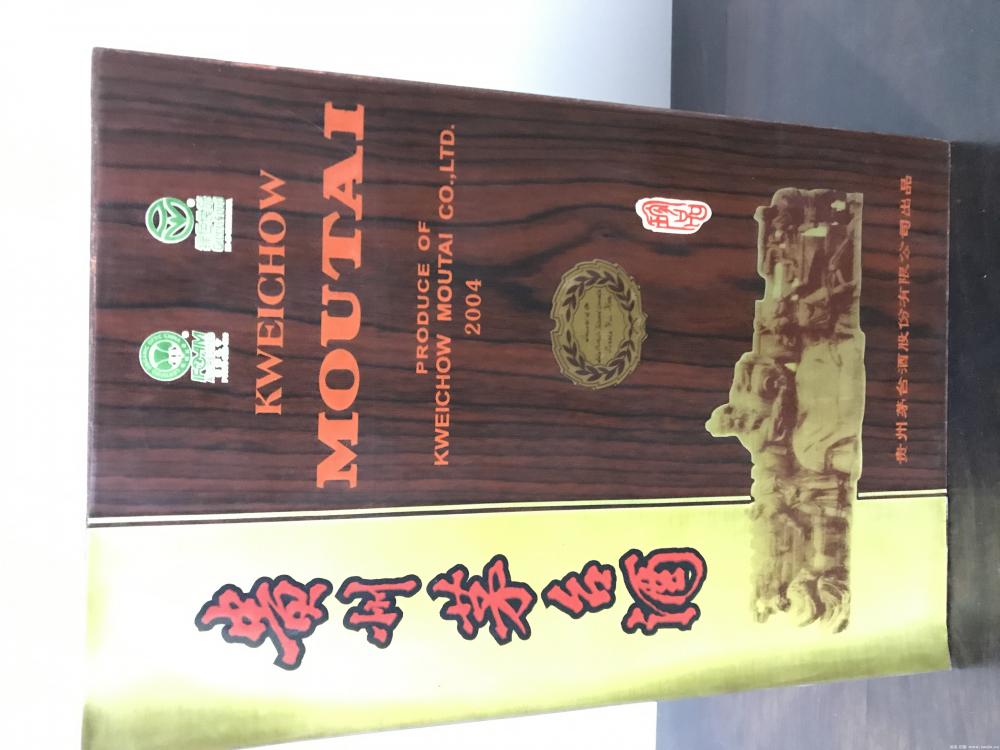 KWEICHOW
MOUTAI
PRODUCE OF
KWEICHOW MOUTAI CO.,LTD.
2004
贵州茅台酒
贵州茅台酒股份有限公司出品